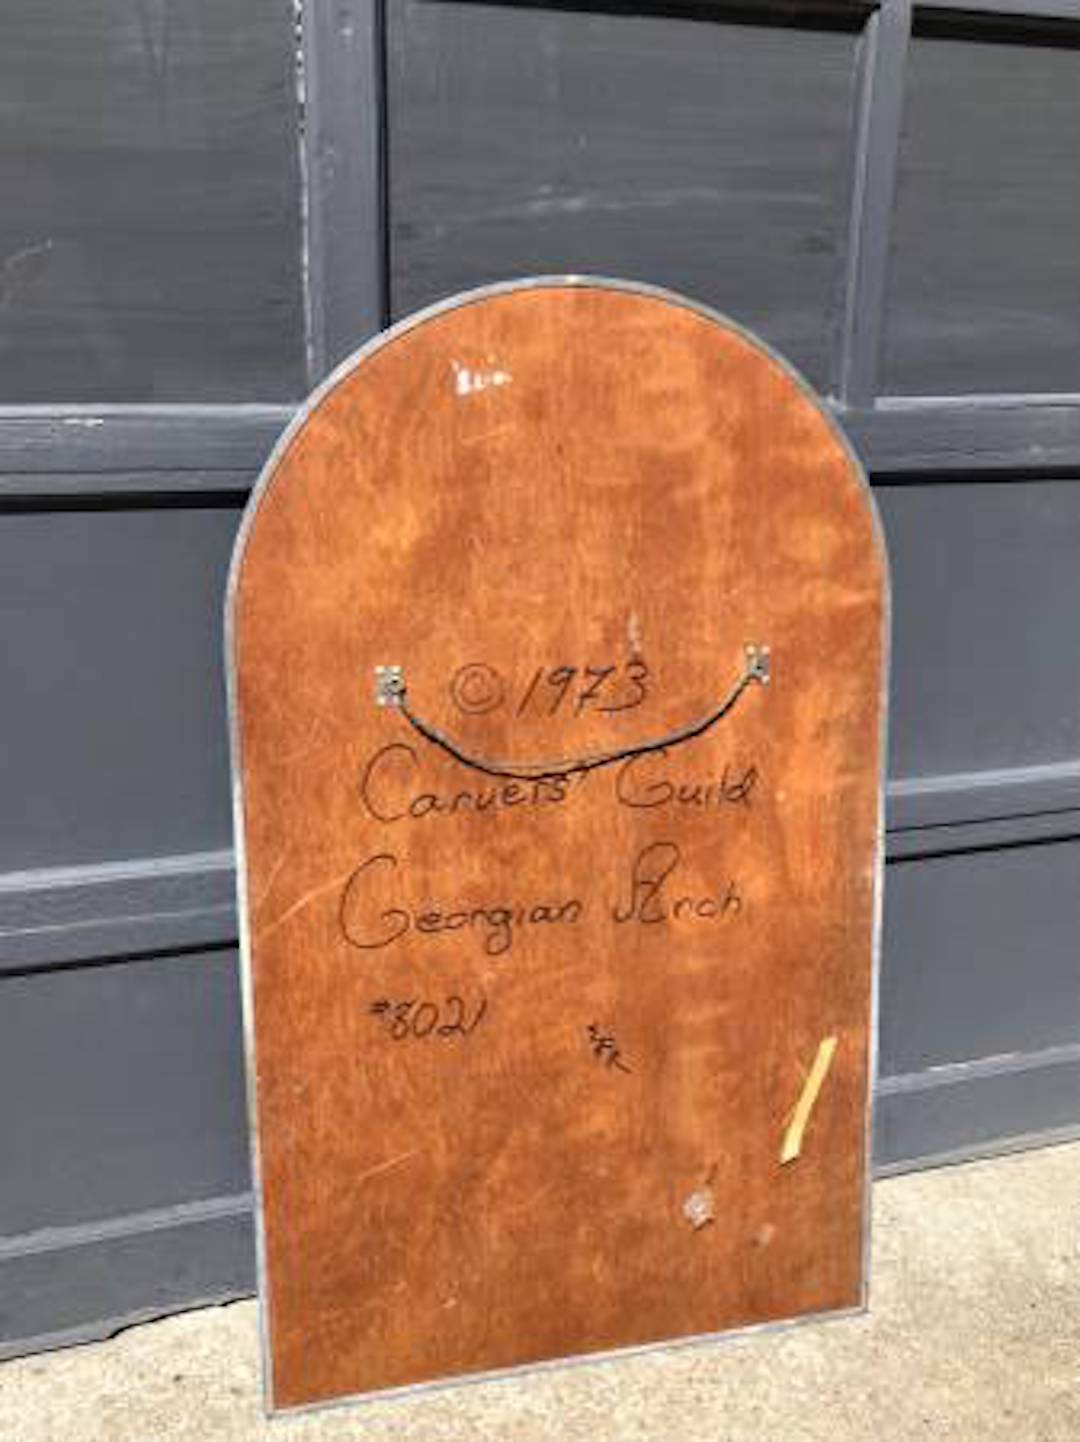 © 1973
Carvers' Guild
Georgian Arch
#8021